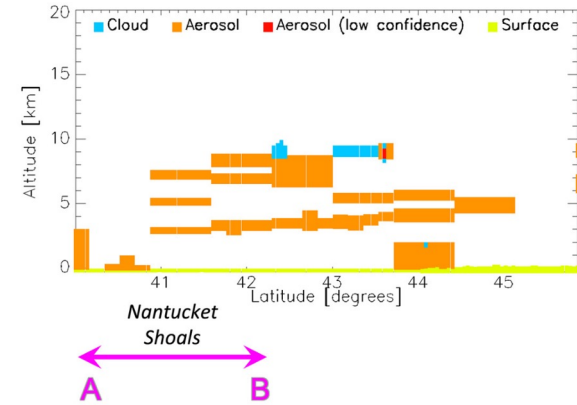 20
Cloud Aerosol Aerosol (low confidence) Surface
15
10
5
0
Altitude [km]
41 42 43 44 45
Latitude [degrees]
Nantucket
Shoals
A B